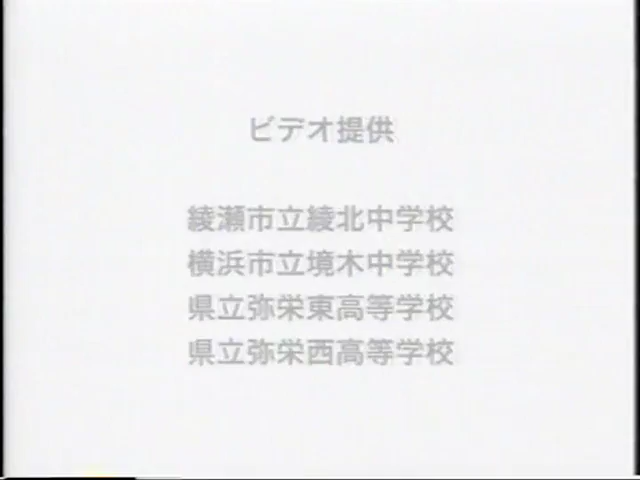 ビデオ提供
綾瀬市立綾北中学校
横浜市立境木中学校
県立弥栄東高等学校
県立弥栄西高等学校